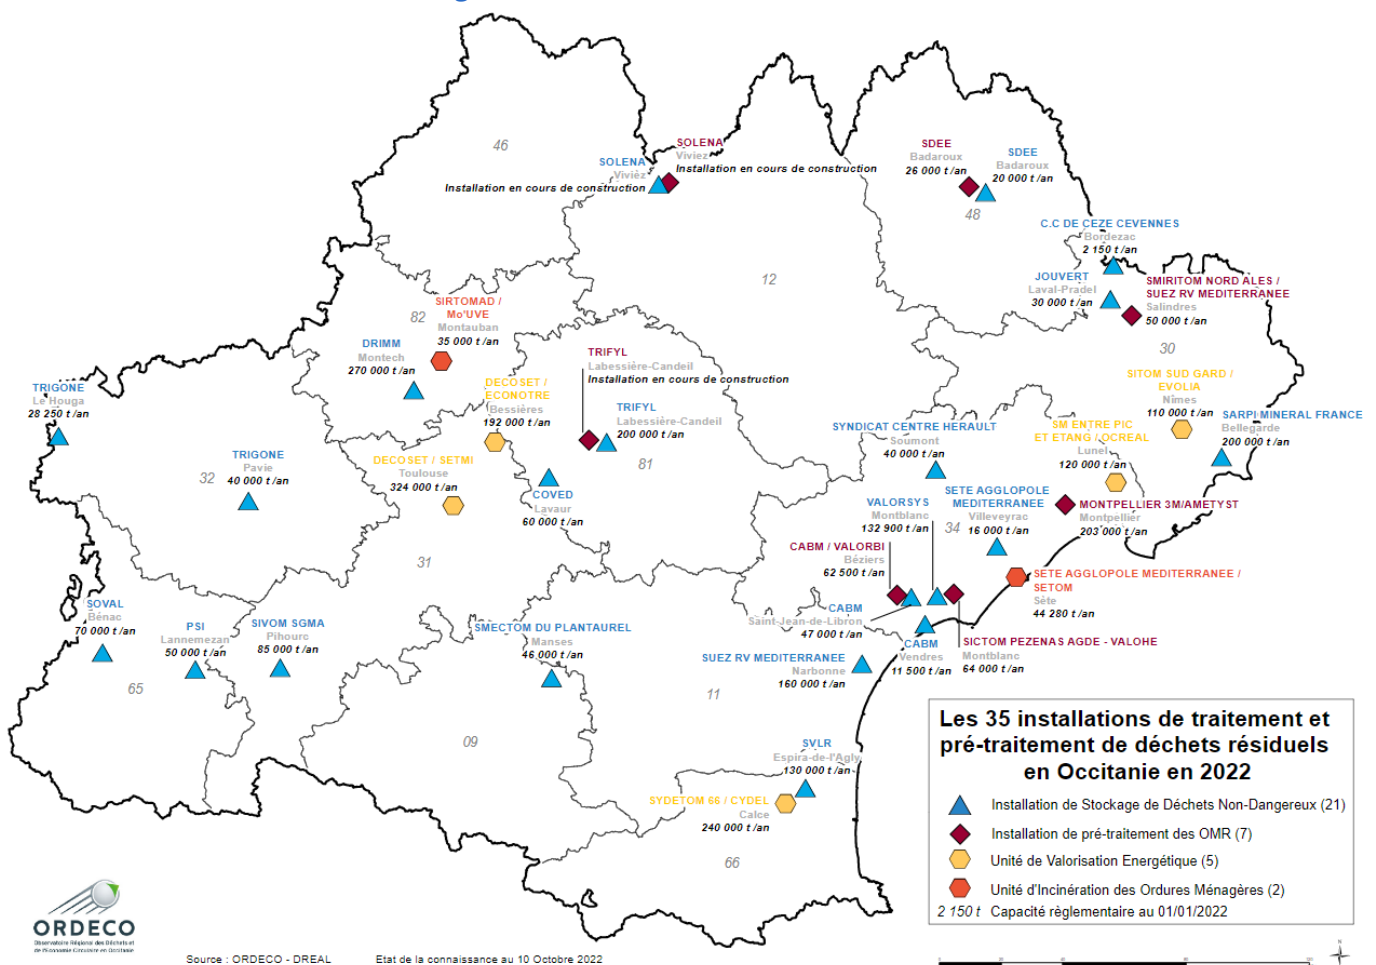 46
SOLENA
Viviez
Installation en cours de construction
SOLENA
Viviez
Installation en cours de construction
SDEE
Badaroux
26 000 t /an
SDEE
Badaroux
20 000 t /an
48
C.C DE CEZE CEVENNES
Bordezac
2 150 t /an
JOUVERT
Laval-Pradel
30 000 t /an
SMIRITOM NORD ALES /
SUEZ RV MEDITERRANEE
Salindres
50 000 t /an
12
30
SIRTOMAD /
Mo'UVE
Montauban
35 000 t /an
82
DRIMM
Montech
270 000 t /an
TRIFYL
Labessière-Candeil
Installation en cours de construction
TRIFYL
Labessière-Candeil
200 000 t /an
81
DECOSET /
ECONOTRE
Bessières
192 000 t /an
SITOM SUD GARD /
EVOLIA
Nîmes
110 000 t /an
SARPI MINERAL FRANCE
Bellegarde
200 000 t /an
TRIGONE
Le Houga
28 250 t /an
TRIGONE
Pavie
40 000 t /an
32
DECOSET / SETMI
Toulouse
324 000 t /an
COVED
Lavaur
60 000 t /an
SYNDICAT CENTRE HERAULT
Soumont
40 000 t /an
SM ENTRE PIC
ET ETANG / OCREAL
Lunel
120 000 t /an
VALORSYS
Montblanc
132 900 t /an
34
SETE AGGLOPOLE
MEDITERRANEE
Villeveyrac
16 000 t /an
MONTPELLIER 3M/AMETYST
Montpellier
203 000 t /an
31
CABM / VALORBI
Béziers
62 500 t /an
SETE AGGLOPOLE MEDITERRANEE /
SETOM
Sète
44 280 t /an
CABM
Saint-Jean-de-Libron
47 000 t /an
CABM
Vendres
11 500 t /an
SICTOM PEZENAS AGDE - VALOHE
Montblanc
64 000 t /an
SOVAL
Bénac
70 000 t /an
PSI
Lannemezan
50 000 t /an
SIVOM SGMA
Pihourc
85 000 t /an
SMECTOM DU PLANTAUREL
Manses
46 000 t /an
SUEZ RV MEDITERRANEE
Narbonne
160 000 t /an
65
11
09
SVLR
Espira-de-l'Agly
130 000 t /an
SYDETOM 66 / CYDEL
Calce
240 000 t /an
66
Les 35 installations de traitement et
pré-traitement de déchets résiduels
en Occitanie en 2022
Installation de Stockage de Déchets Non-Dangereux (21)
Installation de pré-traitement des OMR (7)
Unité de Valorisation Energétique (5)
Unité d'Incinération des Ordures Ménagères (2)
2 150 t Capacité règlementaire au 01/01/2022
ORDECO
Observatoire Régional des Déchets et
de l'Economie Circulaire en Occitanie
Source : ORDECO - DREAL Etat de la connaissance au 10 Octobre 2022